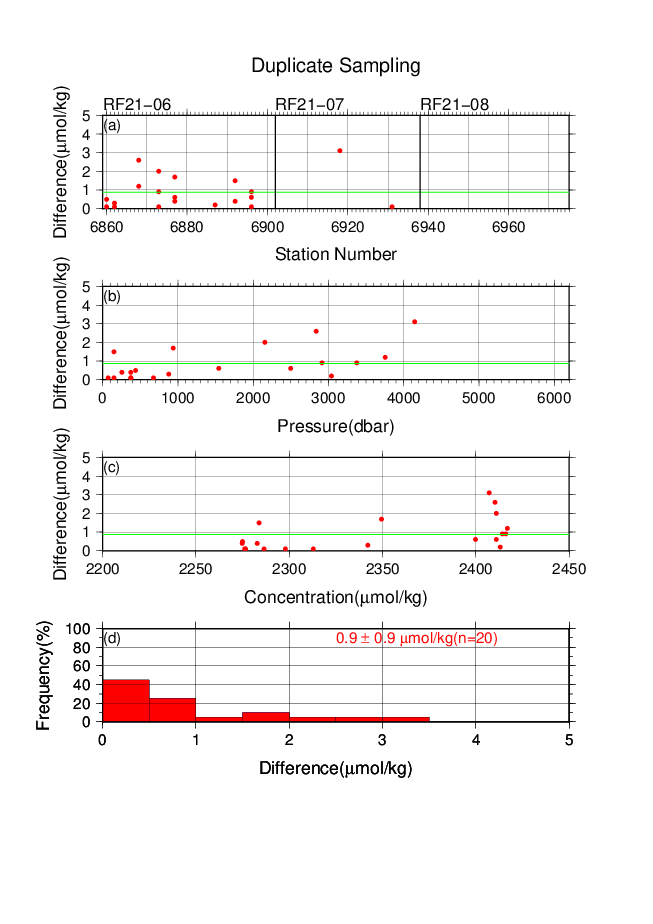 Duplicate Sampling
RF21−06 RF21−07 RF21−08
(a)
Difference(μmol/kg)
5
4
3
2
1
0
6860 6880 6900 6920 6940 6960
Station Number
(b)
Difference(μmol/kg)
5
4
3
2
1
0
0 1000 2000 3000 4000 5000 6000
Pressure(dbar)
(c)
Difference(μmol/kg)
5
4
3
2
1
0
2200 2250 2300 2350 2400 2450
Concentration(μmol/kg)
(d)
0.9 ± 0.9 μmol/kg(n=20)
Frequency(%)
100
80
60
40
20
0
0 1 2 3 4 5
Difference(μmol/kg)